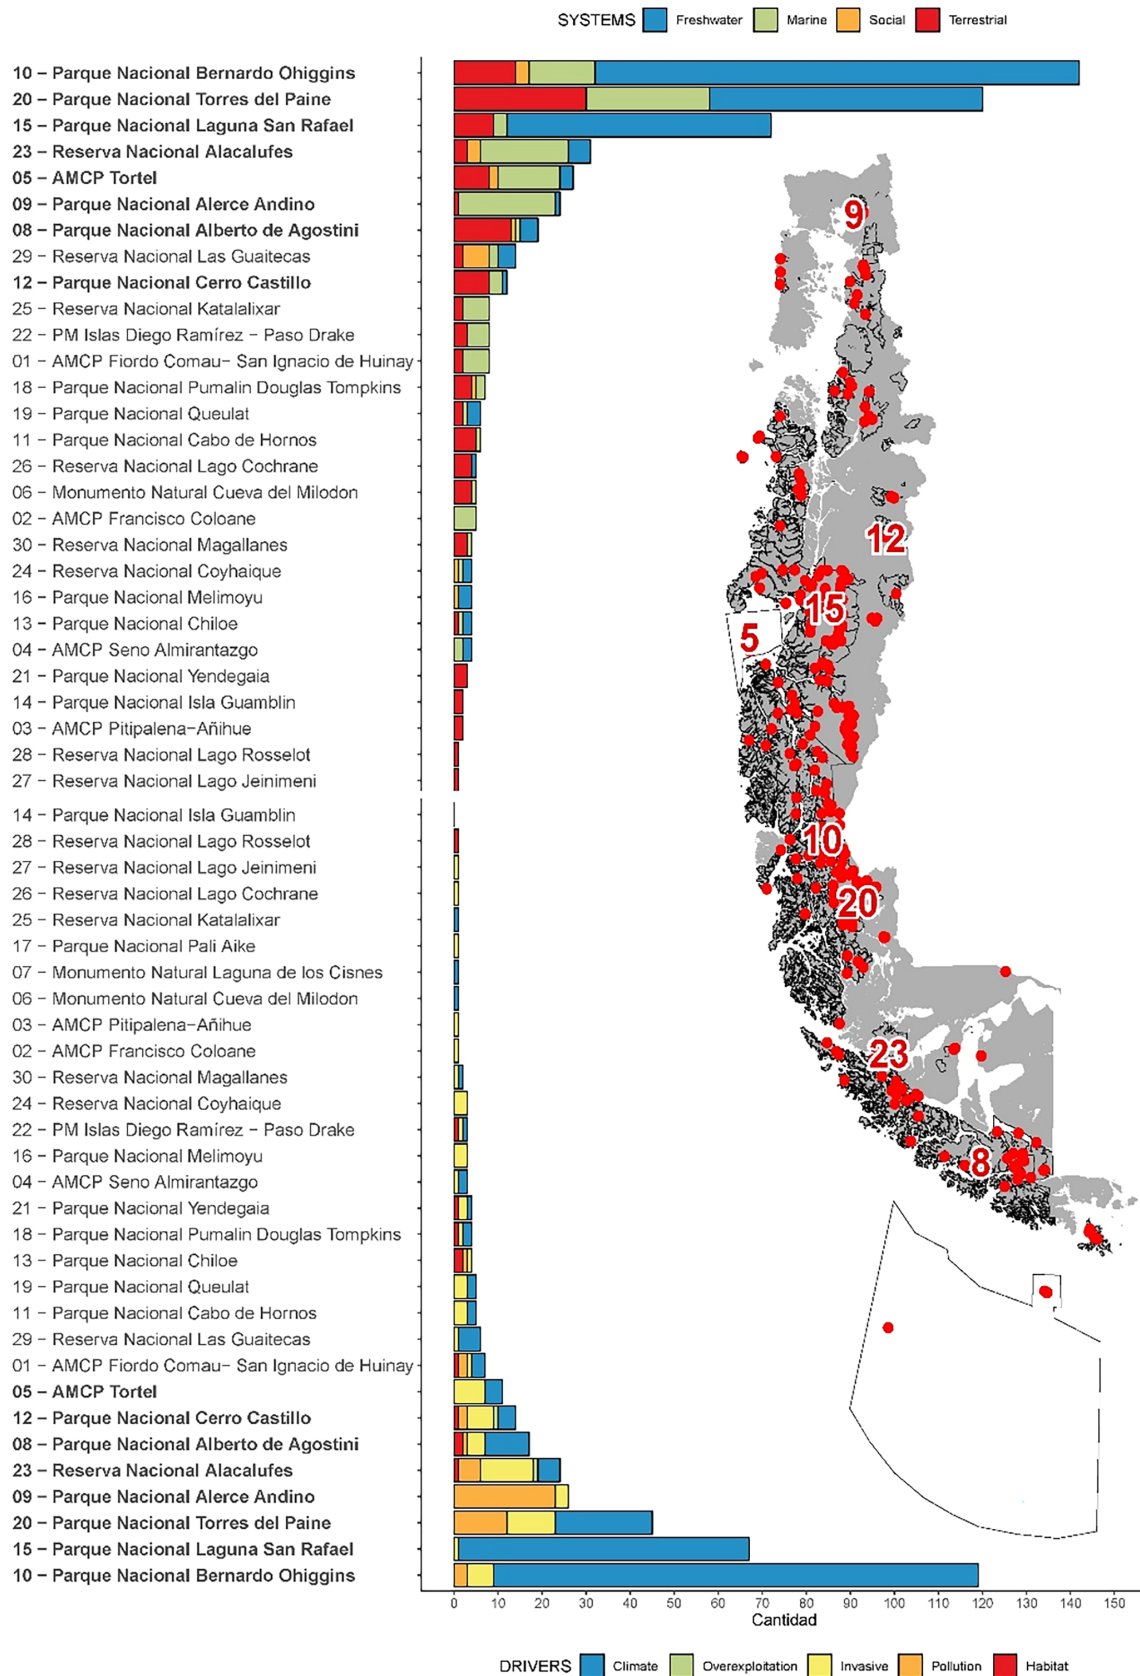 SYSTEMS Freshwater Marine Social Terrestrial
10 – Parque Nacional Bernardo Ohiggins
20 – Parque Nacional Torres del Paine
15 – Parque Nacional Laguna San Rafael
23 – Reserva Nacional Alacalufes
05 – AMCP Tortel
09 – Parque Nacional Alerce Andino
08 – Parque Nacional Alberto de Agostini
29 – Reserva Nacional Las Guaitecas
12 – Parque Nacional Cerro Castillo
25 – Reserva Nacional Katalalixar
22 – PM Islas Diego Ramírez – Paso Drake
01 – AMCP Fiordo Comau– San Ignacio de Huinay
18 – Parque Nacional Pumalin Douglas Tompkins
19 – Parque Nacional Queulat
11 – Parque Nacional Cabo de Hornos
26 – Reserva Nacional Lago Cochrane
06 – Monumento Natural Cueva del Milodon
02 – AMCP Francisco Coloane
30 – Reserva Nacional Magallanes
24 – Reserva Nacional Coyhaique
16 – Parque Nacional Melimoyu
13 – Parque Nacional Chiloe
04 – AMCP Seno Almirantazgo
21 – Parque Nacional Yendegaia
14 – Parque Nacional Isla Guamblin
03 – AMCP Pitipalena–Añihue
28 – Reserva Nacional Lago Rosselot
27 – Reserva Nacional Lago Jeinimeni
14 – Parque Nacional Isla Guamblin
28 – Reserva Nacional Lago Rosselot
27 – Reserva Nacional Lago Jeinimeni
26 – Reserva Nacional Lago Cochrane
25 – Reserva Nacional Katalalixar
17 – Parque Nacional Pali Aike
07 – Monumento Natural Laguna de los Cisnes
06 – Monumento Natural Cueva del Milodon
03 – AMCP Pitipalena–Añihue
02 – AMCP Francisco Coloane
30 – Reserva Nacional Magallanes
24 – Reserva Nacional Coyhaique
22 – PM Islas Diego Ramírez – Paso Drake
16 – Parque Nacional Melimoyu
04 – AMCP Seno Almirantazgo
21 – Parque Nacional Yendegaia
18 – Parque Nacional Pumalin Douglas Tompkins
13 – Parque Nacional Chiloe
19 – Parque Nacional Queulat
11 – Parque Nacional Cabo de Hornos
29 – Reserva Nacional Las Guaitecas
01 – AMCP Fiordo Comau– San Ignacio de Huinay
05 – AMCP Tortel
12 – Parque Nacional Cerro Castillo
08 – Parque Nacional Alberto de Agostini
23 – Reserva Nacional Alacalufes
09 – Parque Nacional Alerce Andino
20 – Parque Nacional Torres del Paine
15 – Parque Nacional Laguna San Rafael
10 – Parque Nacional Bernardo Ohiggins
9
12
15
5
10
20
23
8
0 10 20 30 40 50 60 70 80 90 100 110 120 130 140 150
Cantidad
DRIVERS Climate Overexploitation Invasive Pollution Habitat